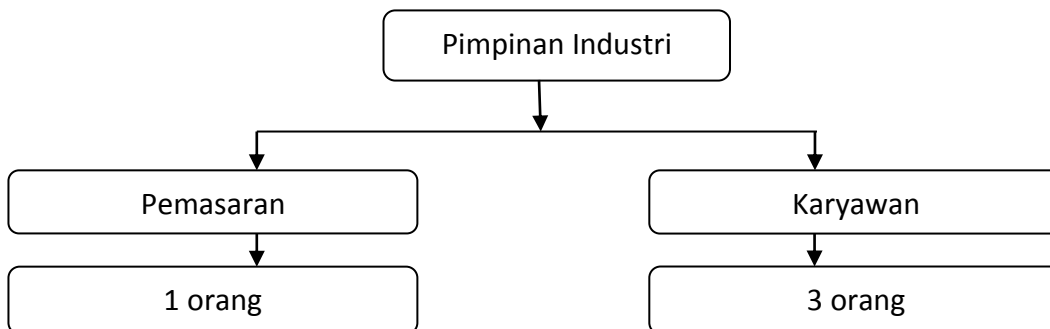 Pimpinan Industri
Pemasaran
Karyawan
1 orang
3 orang